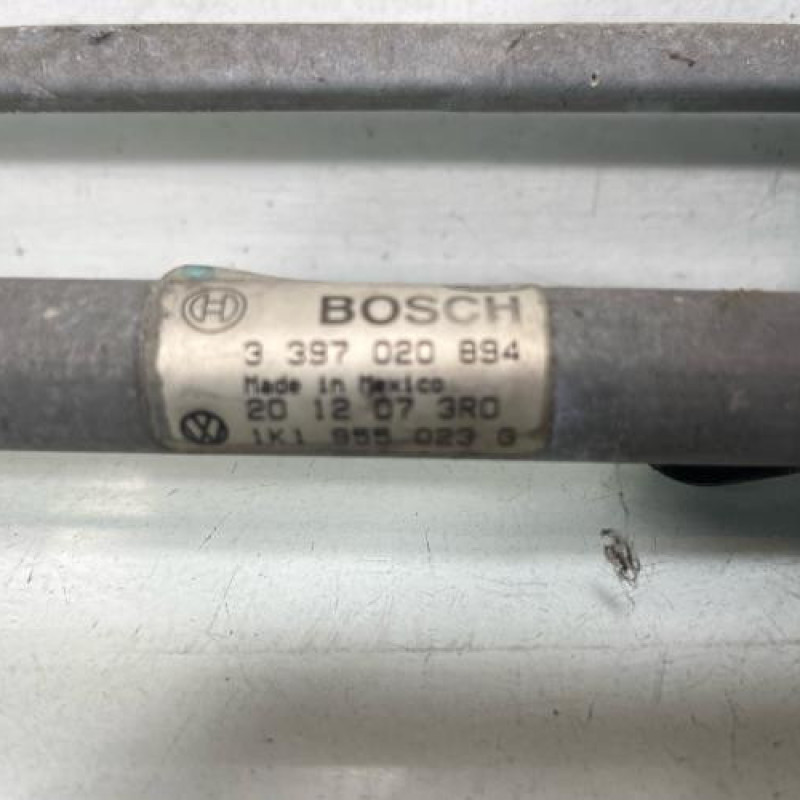 BOSCH
3 397 020 894
Made in Mexico
20 12 07 3R0
1K1 955 023 G